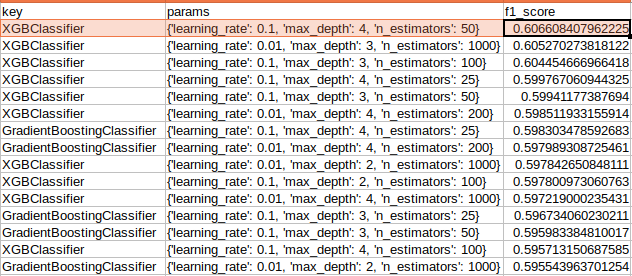 key params f1_score
XGBClassifier {'learning_rate': 0.1, 'max_depth': 4, 'n_estimators': 50} 0.606608407962225
XGBClassifier {'learning_rate': 0.01, 'max_depth': 3, 'n_estimators': 1000} 0.605270273818122
XGBClassifier {'learning_rate': 0.1, 'max_depth': 3, 'n_estimators': 100} 0.604454666966418
XGBClassifier {'learning_rate': 0.1, 'max_depth': 4, 'n_estimators': 25} 0.599767060944325
XGBClassifier {'learning_rate': 0.1, 'max_depth': 3, 'n_estimators': 50} 0.59941177387694
XGBClassifier {'learning_rate': 0.01, 'max_depth': 4, 'n_estimators': 200} 0.598511933155914
GradientBoostingClassifier {'learning_rate': 0.1, 'max_depth': 4, 'n_estimators': 25} 0.598303478592683
GradientBoostingClassifier {'learning_rate': 0.01, 'max_depth': 4, 'n_estimators': 200} 0.597989308725461
XGBClassifier {'learning_rate': 0.01, 'max_depth': 2, 'n_estimators': 1000} 0.597842650848111
XGBClassifier {'learning_rate': 0.1, 'max_depth': 2, 'n_estimators': 100} 0.597800973060763
XGBClassifier {'learning_rate': 0.01, 'max_depth': 4, 'n_estimators': 1000} 0.597219000235431
GradientBoostingClassifier {'learning_rate': 0.1, 'max_depth': 3, 'n_estimators': 25} 0.596734060230211
GradientBoostingClassifier {'learning_rate': 0.1, 'max_depth': 3, 'n_estimators': 50} 0.595983384810017
XGBClassifier {'learning_rate': 0.1, 'max_depth': 4, 'n_estimators': 100} 0.595713150687585
GradientBoostingClassifier {'learning_rate': 0.01, 'max_depth': 2, 'n_estimators': 1000} 0.595543963701254